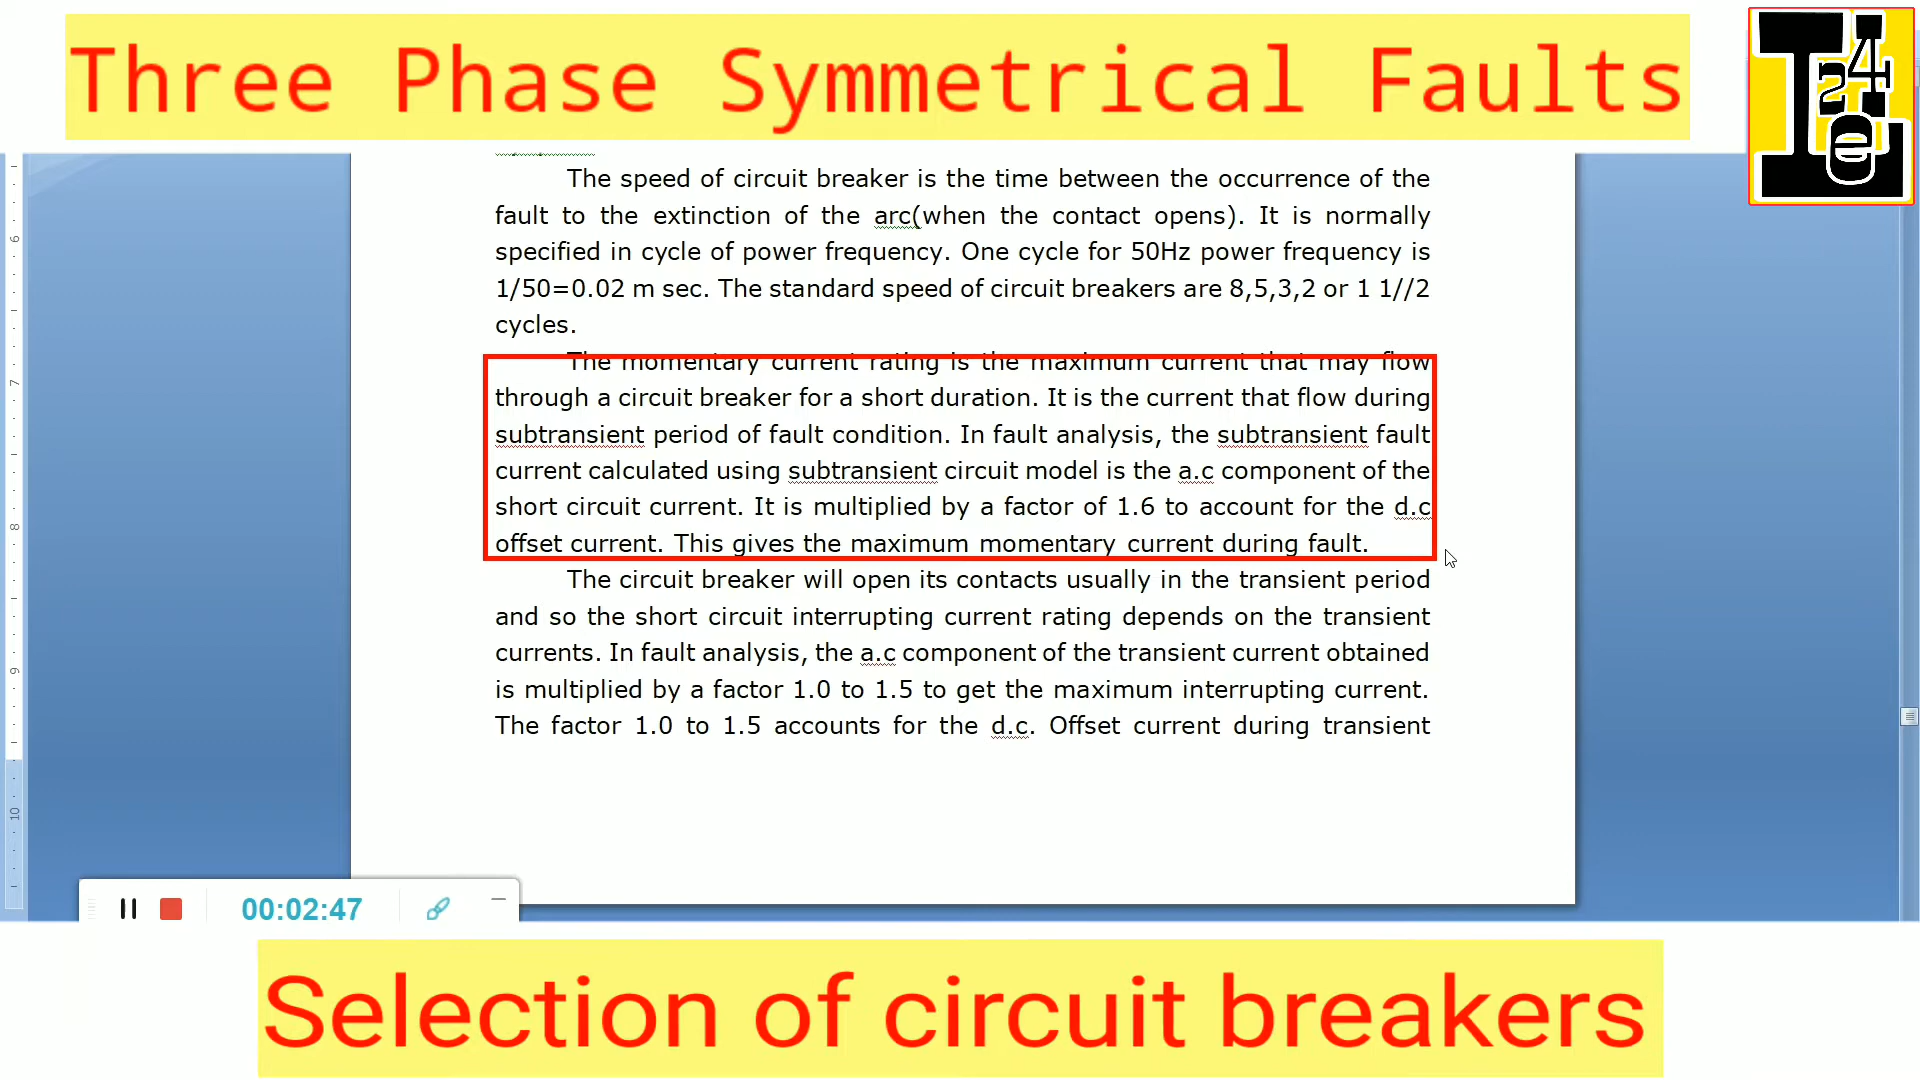 Three Phase Symmetrical Faults
L24e
The speed of circuit breaker is the time between the occurrence of the
fault to the extinction of the arc(when the contact opens). It is normally
specified in cycle of power frequency. One cycle for 50Hz power frequency is
1/50=0.02 m sec. The standard speed of circuit breakers are 8,5,3,2 or 1 1//2
cycles.
The momentary current rating is the maximum current that may flow
through a circuit breaker for a short duration. It is the current that flow during
subtransient period of fault condition. In fault analysis, the subtransient fault
current calculated using subtransient circuit model is the a.c component of the
short circuit current. It is multiplied by a factor of 1.6 to account for the d.c
offset current. This gives the maximum momentary current during fault.
The circuit breaker will open its contacts usually in the transient period
and so the short circuit interrupting current rating depends on the transient
currents. In fault analysis, the a.c component of the transient current obtained
is multiplied by a factor 1.0 to 1.5 to get the maximum interrupting current.
The factor 1.0 to 1.5 accounts for the d.c. Offset current during transient
6
7
8
9
10
00:02:47
Selection of circuit breakers